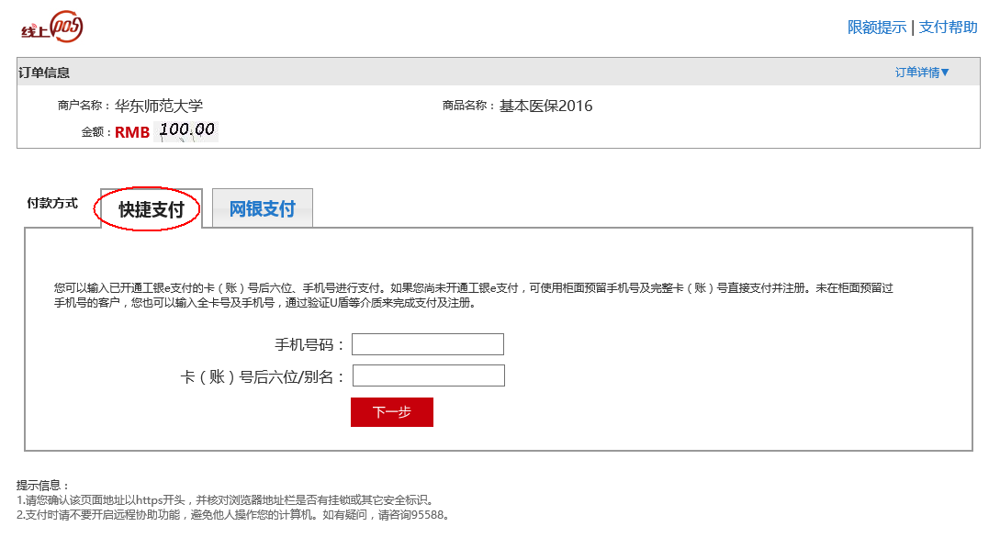 线上pos
限额提示 | 支付帮助
订单信息
订单详情▼
商户名称： 华东师范大学
商品名称： 基本医保2016
金额： RMB 100.00
付款方式
快捷支付
网银支付
您可以输入已开通工银e支付的卡（账）号后六位、手机号进行支付。如果您尚未开通工银e支付，可使用柜面预留手机号及完整卡（账）号直接支付并注册。未在柜面预留过
手机号的客户，您也可以输入全卡号及手机号，通过验证U盾等介质来完成支付及注册。
手机号码：
卡（账）号后六位/别名：
下一步
提示信息：
1.请您确认该页面地址以https开头，并核对浏览器地址栏是否有挂锁或其它安全标识。
2.支付时请不要开启远程协助功能，避免他人操作您的计算机。如有疑问，请咨询95588。